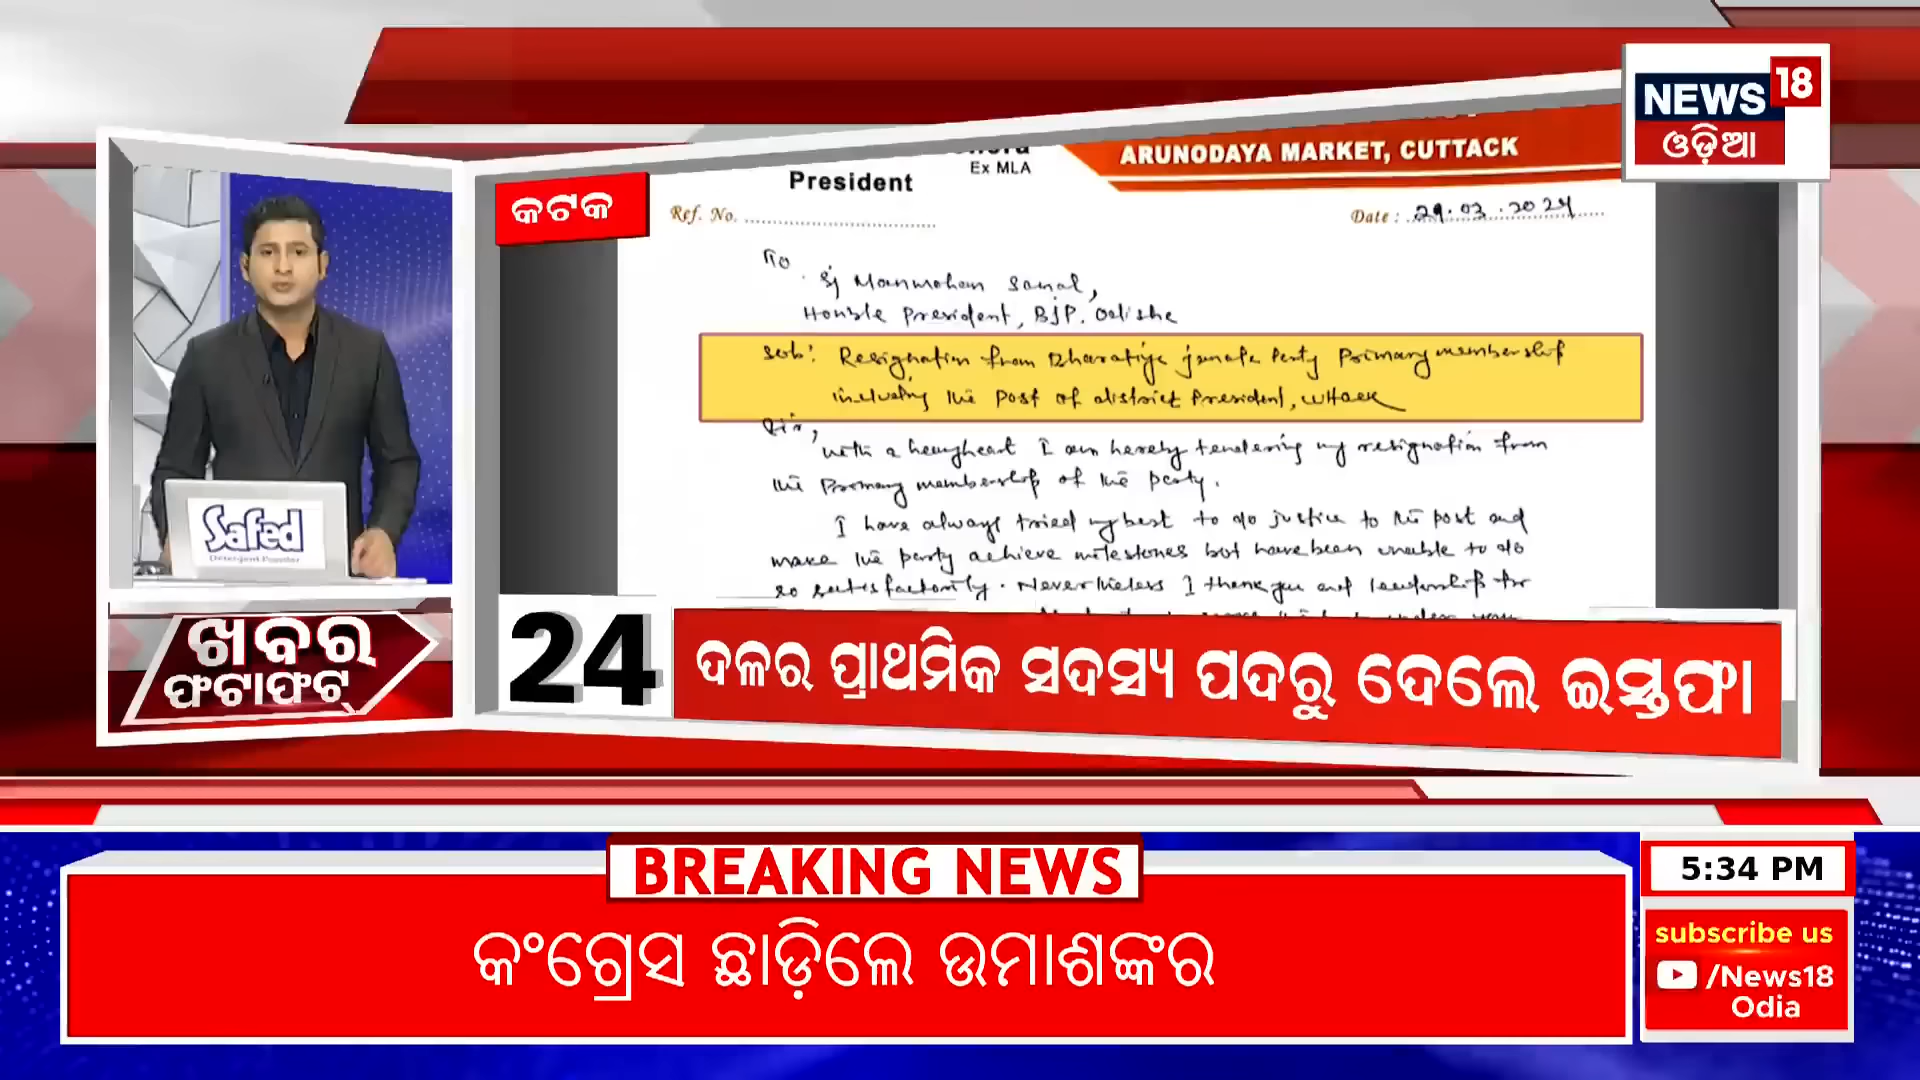 NEWS 18
ଓଡ଼ିଆ
ARUNODAYA MARKET, CUTTACK
Ex MLA
President
କଟକ
Ref. No.
Date : 29.03.2024
To
Sj Manmohan Samal,
Honble President, BJP. Odisha
Sub: Resignation from Bharatiya Janata Party Primary membership
including the post of district President, Cuttack
Sir,
With a heavy heart I am hereby tendering my resignation from
the Primary membership of the party.
I have always tried my best to do justice to the post and
make the party achieve milestones but have been unable to do
so satisfactorily. Nevertheless I thank you and leadership for
Safed
Detergent Powder
ଖବର
ଫଟାଫଟ୍
24
ଦଳର ପ୍ରାଥମିକ ସଦସ୍ୟ ପଦରୁ ଦେଲେ ଇସ୍ତଫା
BREAKING NEWS
କଂଗ୍ରେସ ଛାଡ଼ିଲେ ଉମାଶଙ୍କର
5:34 PM
subscribe us
/News18
Odia